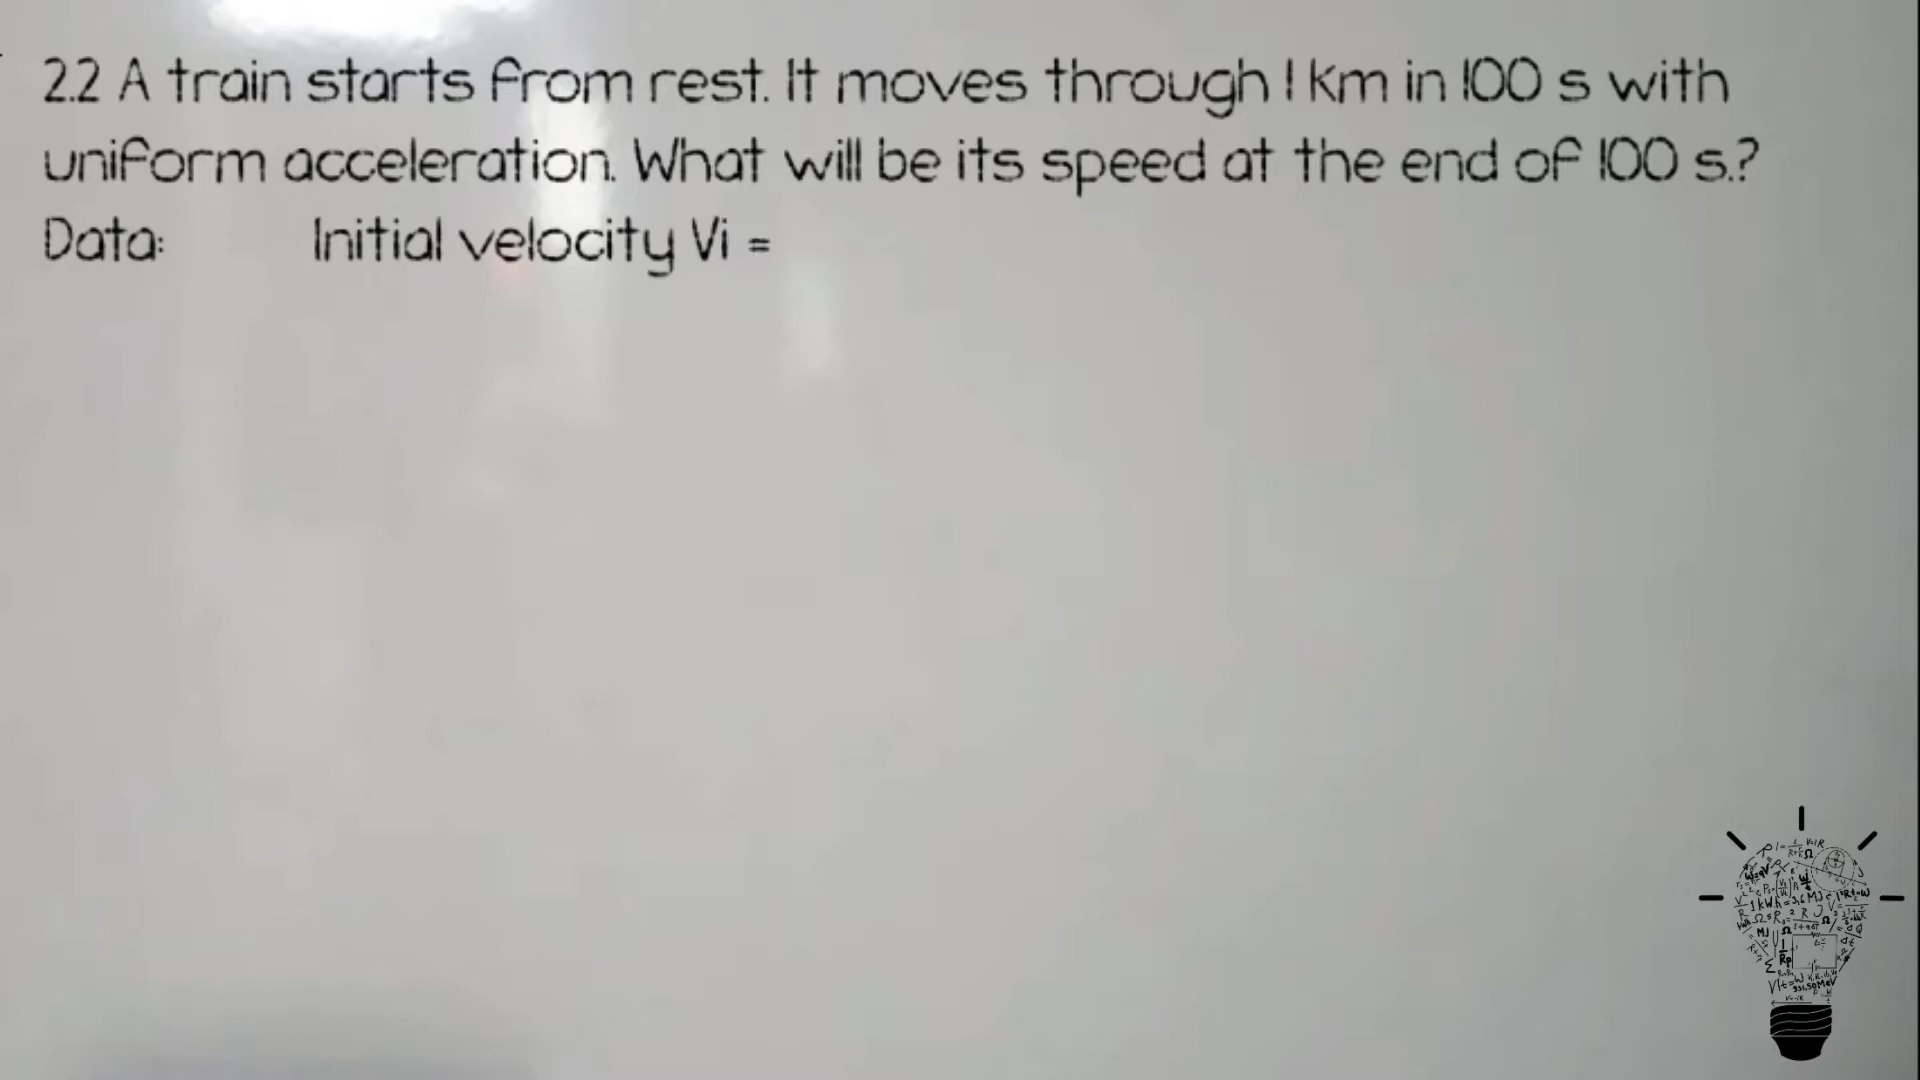 2.2 A train starts from rest. It moves through 1 km in 100 s with
uniform acceleration. What will be its speed at the end of 100 s.?
Data: Initial velocity Vi =